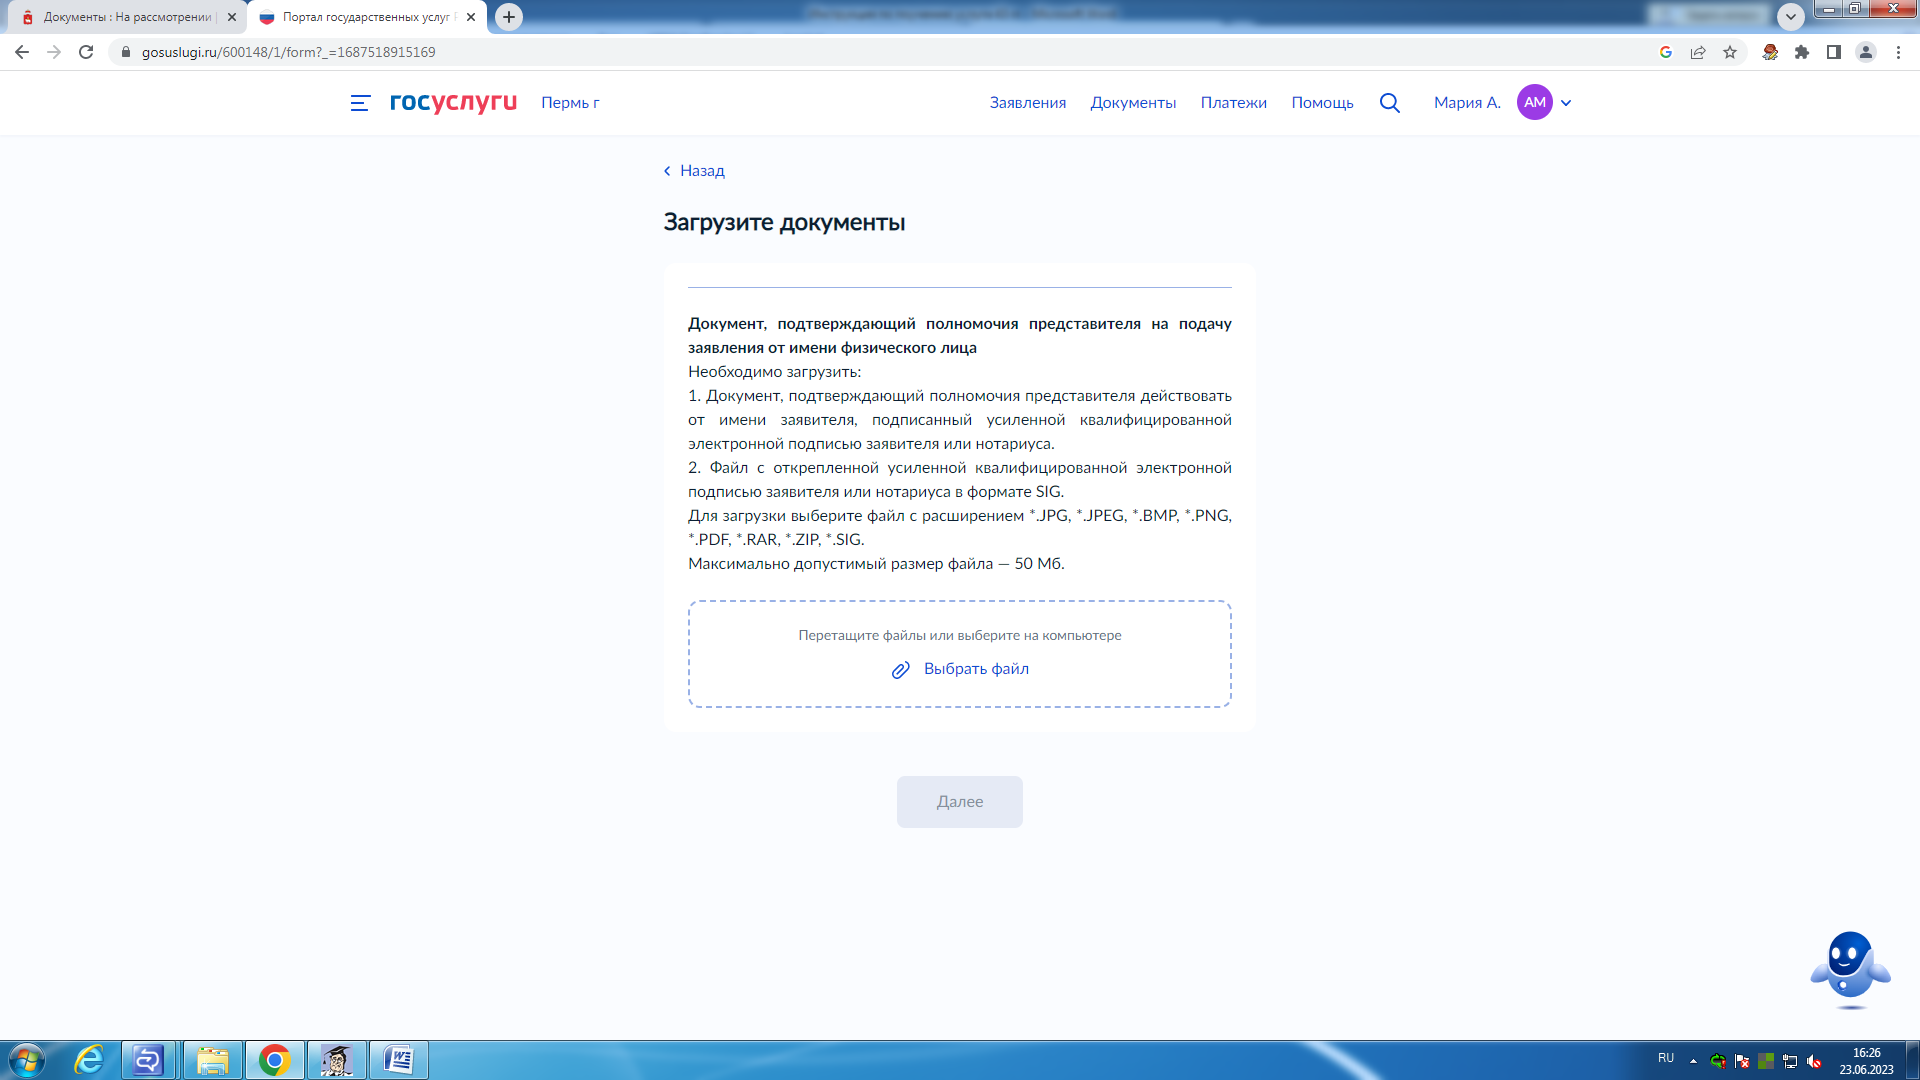 Документы : На рассмотрении
Портал государственных услуг Р
gosuslugi.ru/600148/1/form?_=1687518915169
госуслуги
Пермь г
Заявления
Документы
Платежи
Помощь
Мария А.
АМ
Назад
Загрузите документы
Документ, подтверждающий полномочия представителя на подачу
заявления от имени физического лица
Необходимо загрузить:
1. Документ, подтверждающий полномочия представителя действовать
от имени заявителя, подписанный усиленной квалифицированной
электронной подписью заявителя или нотариуса.
2. Файл с открепленной усиленной квалифицированной электронной
подписью заявителя или нотариуса в формате SIG.
Для загрузки выберите файл с расширением *.JPG, *.JPEG, *.BMP, *.PNG,
*.PDF, *.RAR, *.ZIP, *.SIG.
Максимально допустимый размер файла — 50 Мб.
Перетащите файлы или выберите на компьютере
Выбрать файл
Далее
RU
16:26
23.06.2023